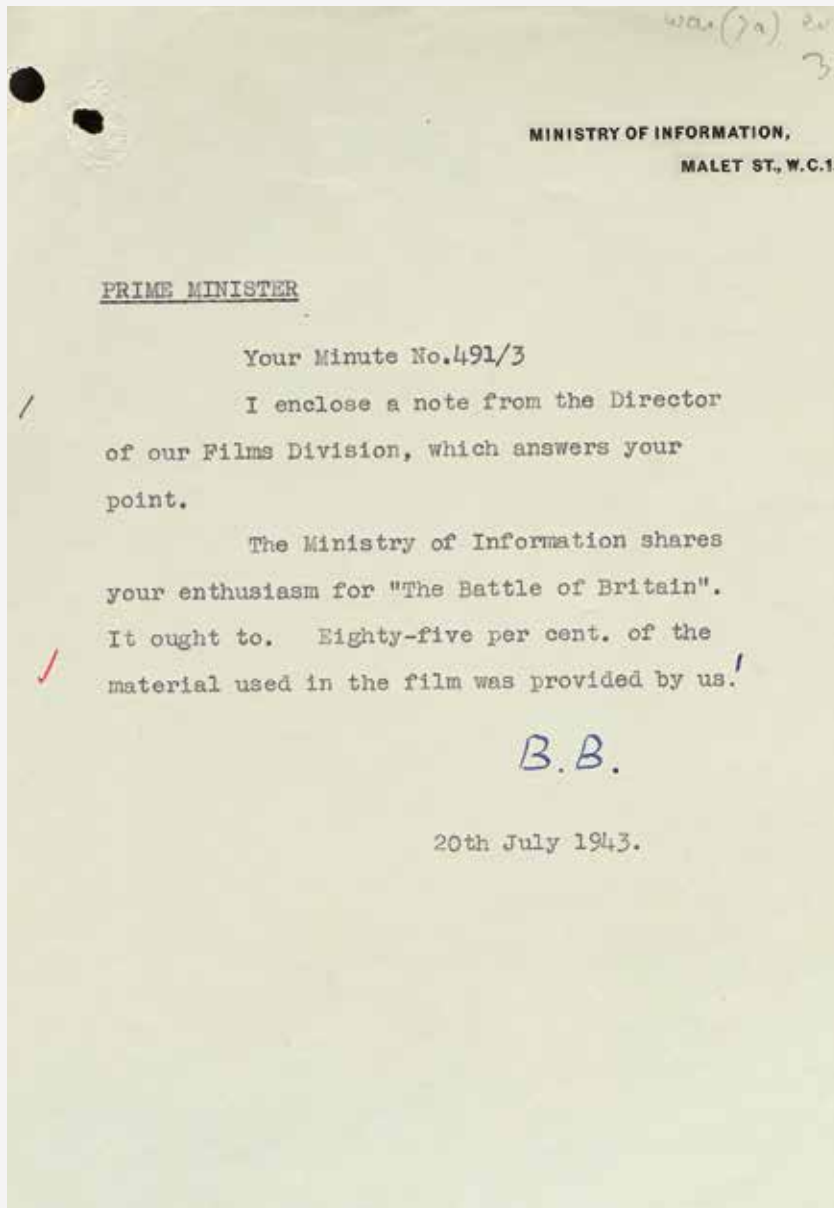 war(
3
MINISTRY OF INFORMATION,
MALET ST., W.C.1
PRIME MINISTER
Your Minute No.491/3
I enclose a note from the Director
of our Films Division, which answers your
point.
The Ministry of Information shares
your enthusiasm for "The Battle of Britain".
It ought to. Eighty-five per cent. of the
material used in the film was provided by us.!
B.B.
20th July 1943.